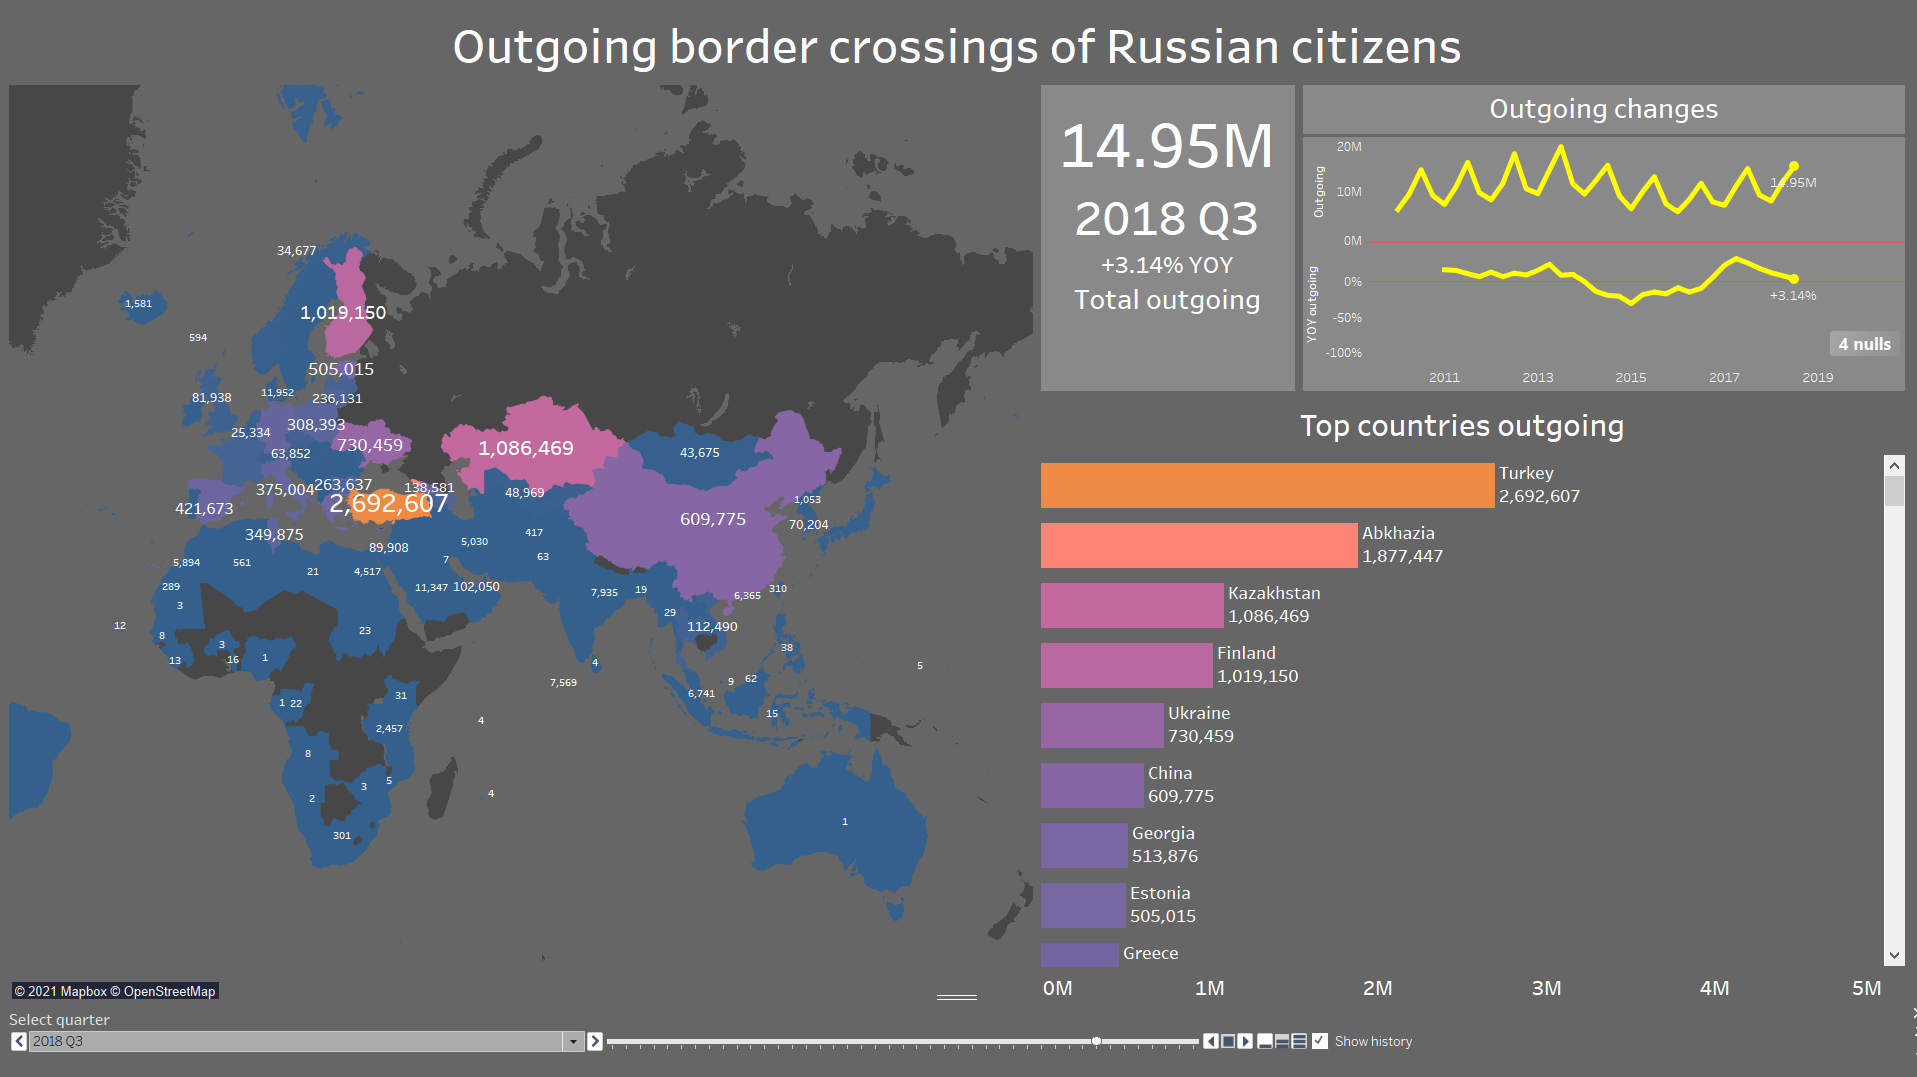 Outgoing border crossings of Russian citizens
34,677
1,019,150
1,581
594
505,015
81,938
11,952
236,131
25,334
308,393
730,459
63,852
1,086,469
43,675
375,004
263,637
138,581
48,969
421,673
2,692,607
609,775
1,053
70,204
349,875
89,908
5,030
417
63
5,894
561
21
4,517
7
11,347
102,050
289
3
7,935
19
6,365
310
12
8
3
23
29
112,490
13
16
1
4
38
5
7,569
1
22
31
6,741
9
62
4
15
2,457
8
5
3
2
4
301
1
© 2021 Mapbox © OpenStreetMap
14.95M
2018 Q3
+3.14% YOY
Total outgoing
Outgoing changes
20M
10M
0M
Outgoing
14.95M
0%
-50%
-100%
YOY outgoing
+3.14%
4 nulls
2011
2013
2015
2017
2019
Top countries outgoing
Turkey
2,692,607
Abkhazia
1,877,447
Kazakhstan
1,086,469
Finland
1,019,150
Ukraine
730,459
China
609,775
Georgia
513,876
Estonia
505,015
Greece
0M
1M
2M
3M
4M
5M
Select quarter
2018 Q3
Show history